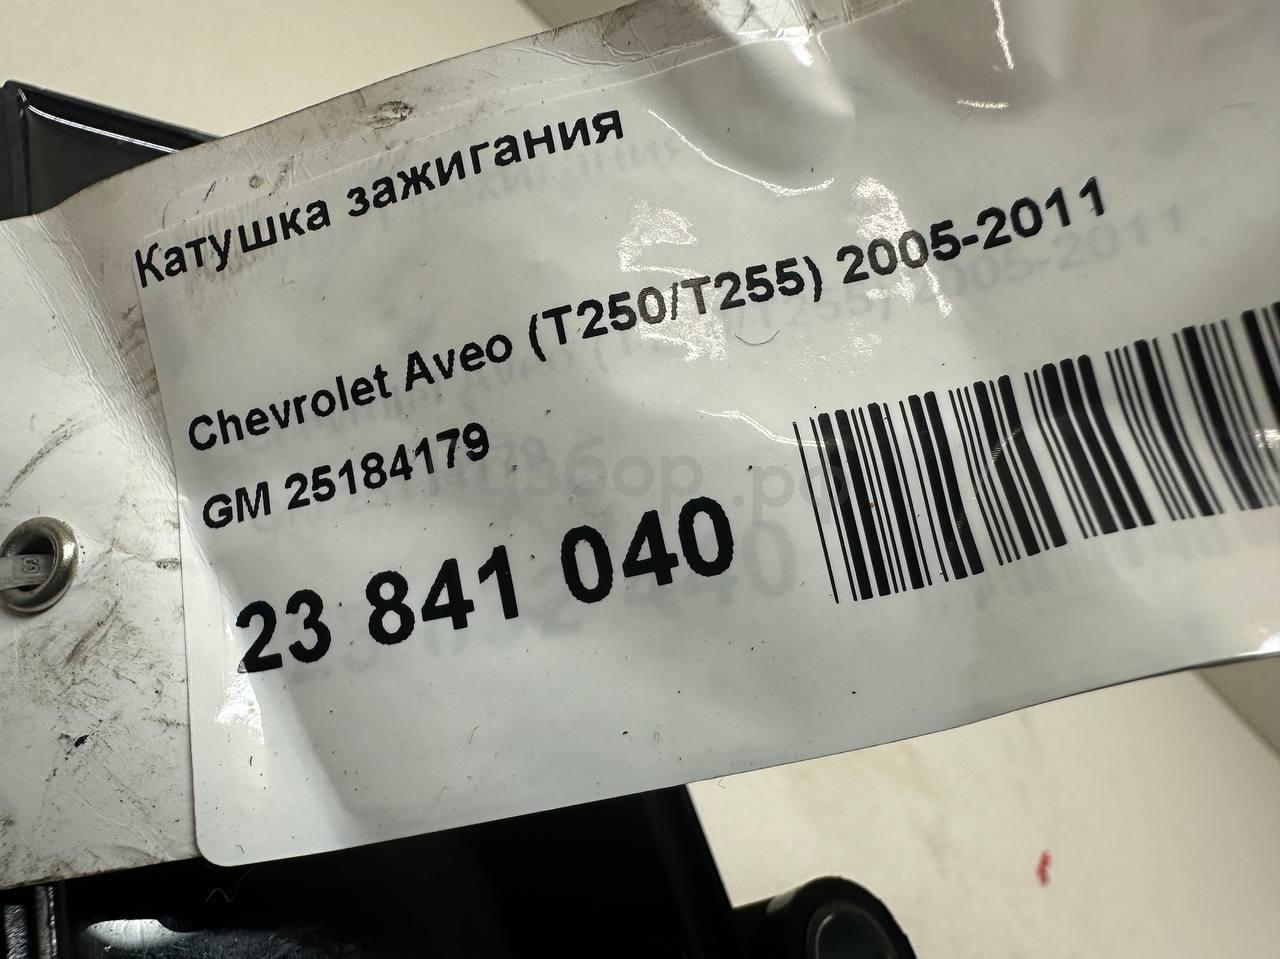 Катушка зажигания
Chevrolet Aveo (T250/T255) 2005-2011
GM 25184179
23 841 040
S